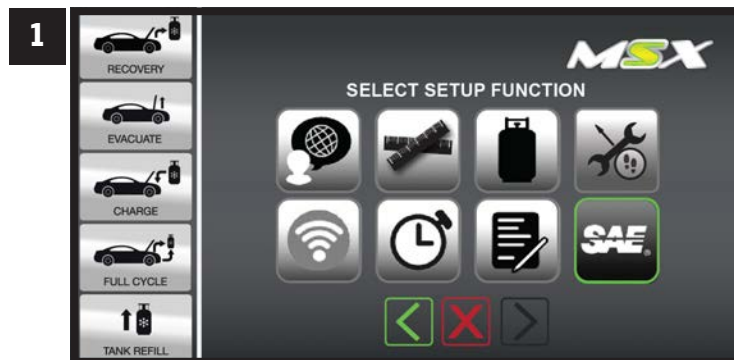 1
RECOVERY
EVACUATE
CHARGE
FULL CYCLE
TANK REFILL
MSX
SELECT SETUP FUNCTION
SAE®